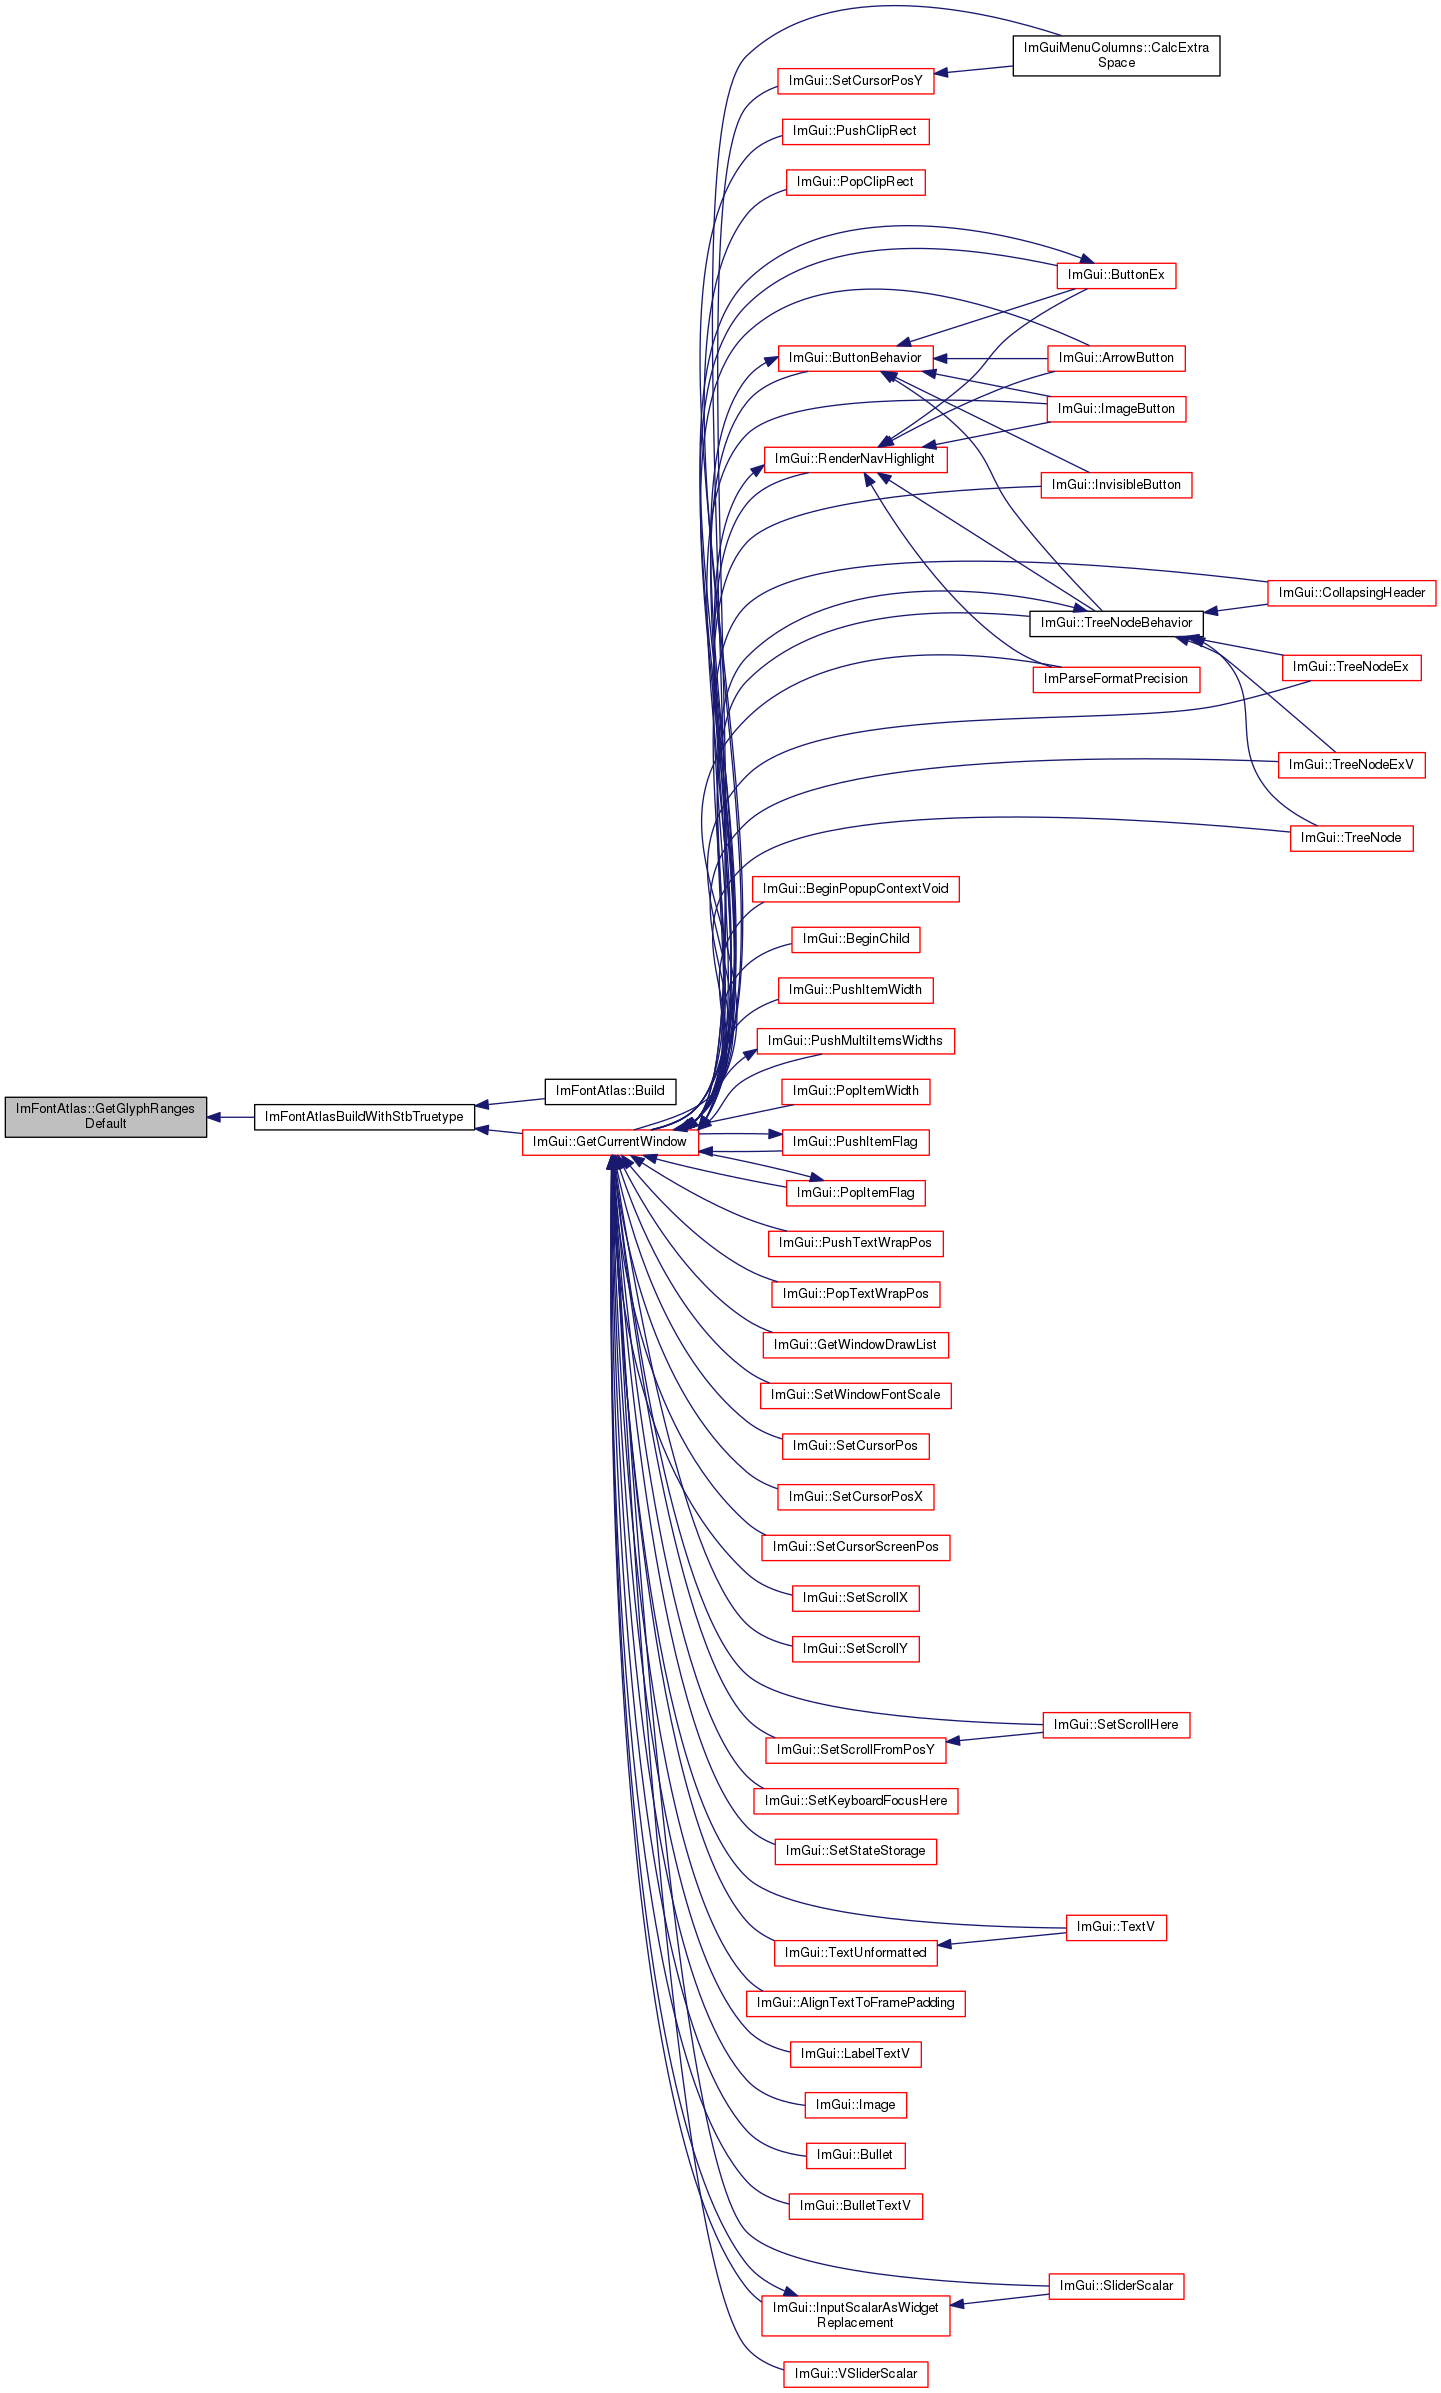 ImGuiMenuColumns::CalcExtra
Space
ImGui::SetCursorPosY
ImGui::PushClipRect
ImGui::PopClipRect
ImGui::ButtonEx
ImGui::ButtonBehavior
ImGui::ArrowButton
ImGui::ImageButton
ImGui::RenderNavHighlight
ImGui::InvisibleButton
ImGui::CollapsingHeader
ImGui::TreeNodeBehavior
ImGui::TreeNodeEx
ImParseFormatPrecision
ImGui::TreeNodeExV
ImGui::TreeNode
ImGui::BeginPopupContextVoid
ImGui::BeginChild
ImGui::PushItemWidth
ImGui::PushMultiItemsWidths
ImFontAtlas::Build
ImGui::PopItemWidth
ImFontAtlas::GetGlyphRanges
Default
ImFontAtlasBuildWithStbTruetype
ImGui::GetCurrentWindow
ImGui::PushItemFlag
ImGui::PopItemFlag
ImGui::PushTextWrapPos
ImGui::PopTextWrapPos
ImGui::GetWindowDrawList
ImGui::SetWindowFontScale
ImGui::SetCursorPos
ImGui::SetCursorPosX
ImGui::SetCursorScreenPos
ImGui::SetScrollX
ImGui::SetScrollY
ImGui::SetScrollHere
ImGui::SetScrollFromPosY
ImGui::SetKeyboardFocusHere
ImGui::SetStateStorage
ImGui::TextV
ImGui::TextUnformatted
ImGui::AlignTextToFramePadding
ImGui::LabelTextV
ImGui::Image
ImGui::Bullet
ImGui::BulletTextV
ImGui::SliderScalar
ImGui::InputScalarAsWidget
Replacement
ImGui::VSliderScalar